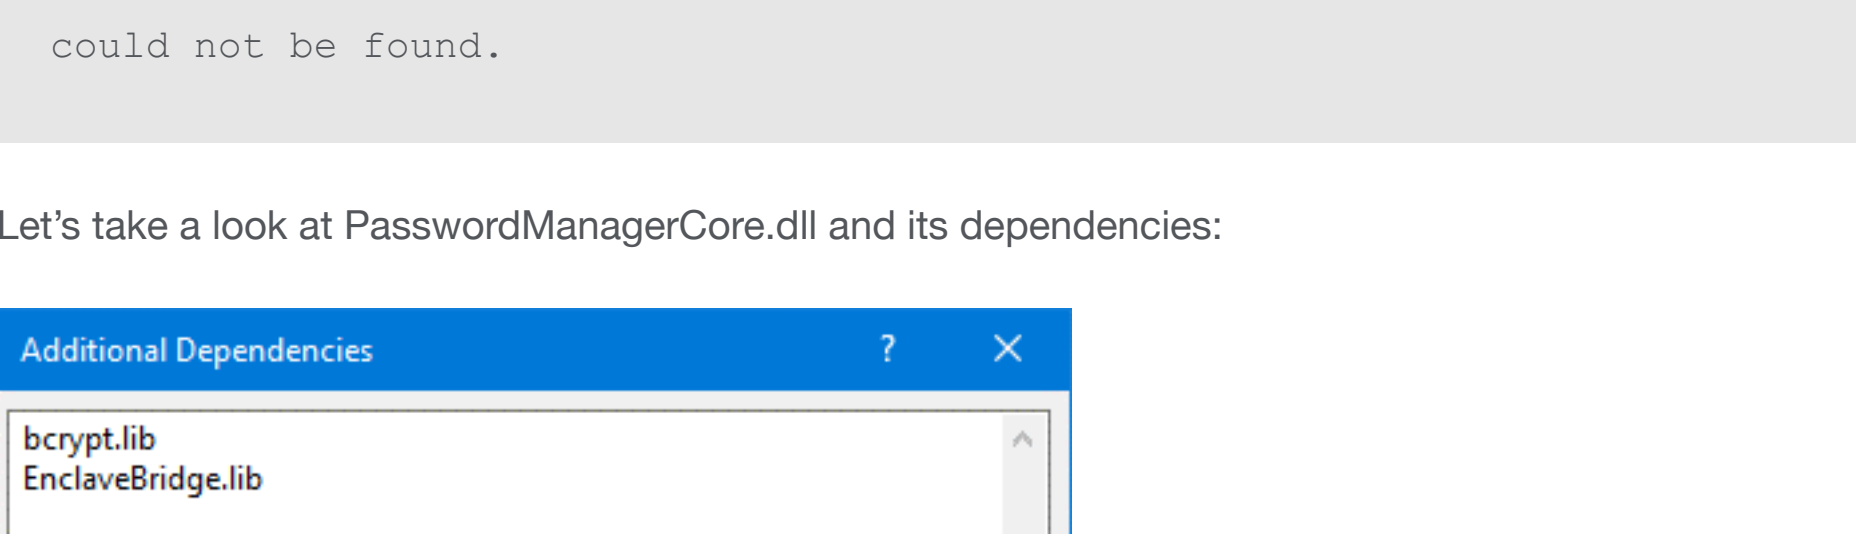 could not be found.
Let’s take a look at PasswordManagerCore.dll and its dependencies:
Additional Dependencies ?
bcrypt.lib
EnclaveBridge.lib